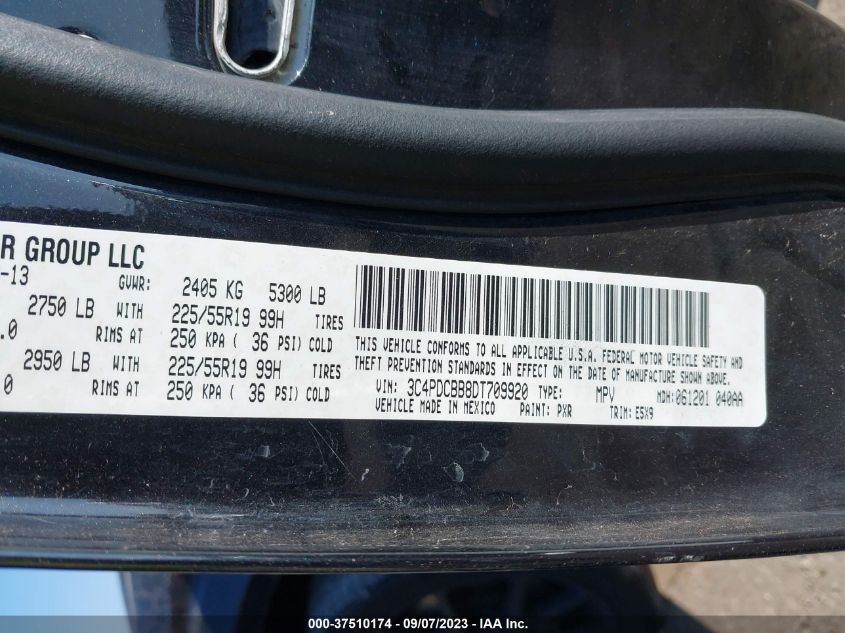 R GROUP LLC
-13 GVWR: 2405 KG 5300 LB
2750 LB WITH 225/55R19 99H TIRES
.0 RIMS AT 250 KPA ( 36 PSI) COLD
2950 LB WITH 225/55R19 99H TIRES
0 RIMS AT 250 KPA ( 36 PSI) COLD
THIS VEHICLE CONFORMS TO ALL APPLICABLE U.S.A. FEDERAL MOTOR VEHICLE SAFETY AND
THEFT PREVENTION STANDARDS IN EFFECT ON THE DATE OF MANUFACTURE SHOWN ABOVE.
VIN: 3C4PDCBB8DT709920 TYPE: MPV MDH:061201 040AA
VEHICLE MADE IN MEXICO PAINT: PXR TRIM: E5X9
000-37510174 - 09/07/2023 - © IAA Inc.